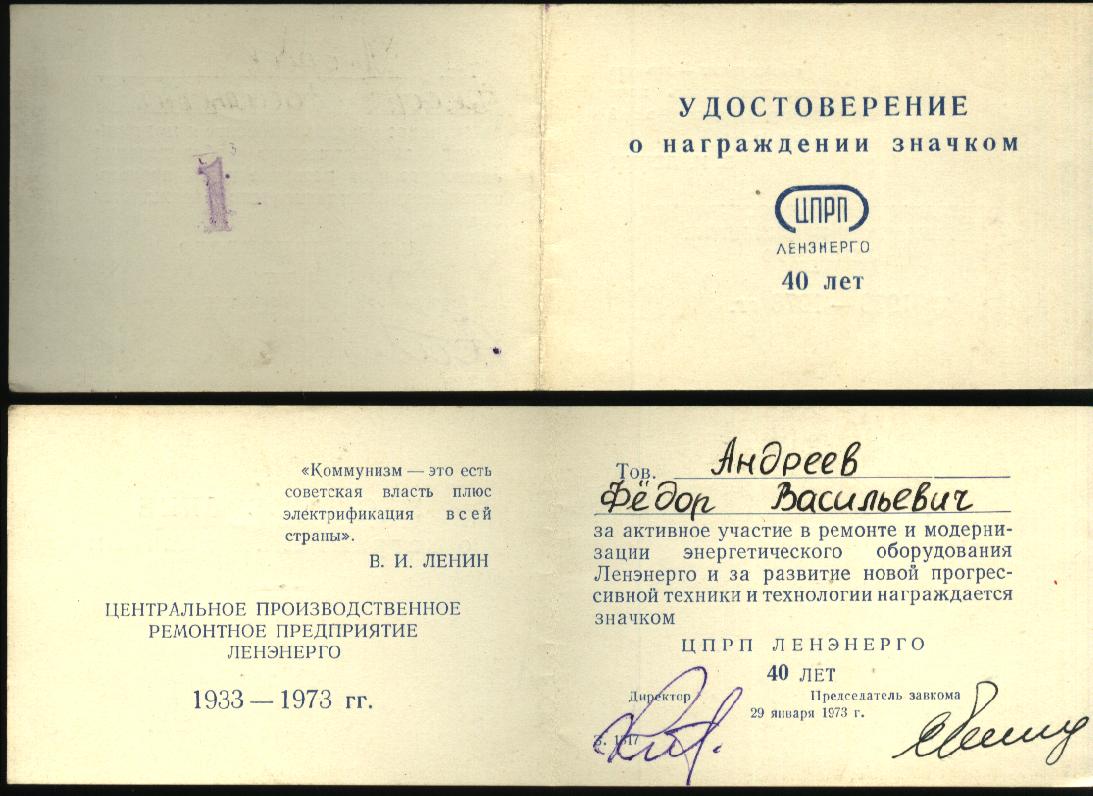 1
УДОСТОВЕРЕНИЕ
о награждении значком
ЦПРП
ЛЕНЭНЕРГО
40 лет
«Коммунизм — это есть
советская власть плюс
электрификация всей
страны».
В. И. ЛЕНИН
ЦЕНТРАЛЬНОЕ ПРОИЗВОДСТВЕННОЕ
РЕМОНТНОЕ ПРЕДПРИЯТИЕ
ЛЕНЭНЕРГО
1933 — 1973 гг.
Тов. Андреев
Фёдор Васильевич
за активное участие в ремонте и модерни-
зации энергетического оборудования
Ленэнерго и за развитие новой прогрес-
сивной техники и технологии награждается
значком
ЦПРП ЛЕНЭНЕРГО
40 ЛЕТ
Директор Председатель завкома
29 января 1973 г.